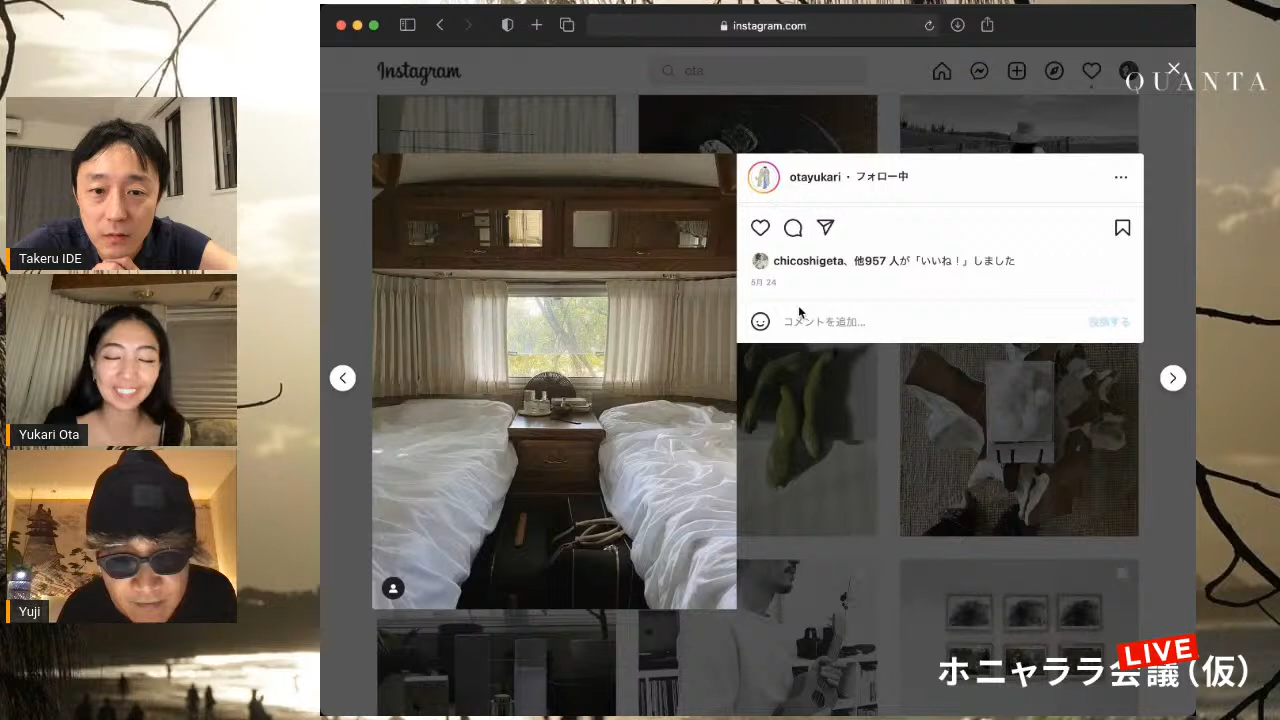 instagram.com
Instagram
ota
QUANTA
otayukari・フォロー中
chicoshigeta、他957 人が「いいね！」しました
5月 24
コメントを追加...
投稿する
Takeru IDE
Yukari Ota
Yuji
LIVE
ホニャララ会議（仮）